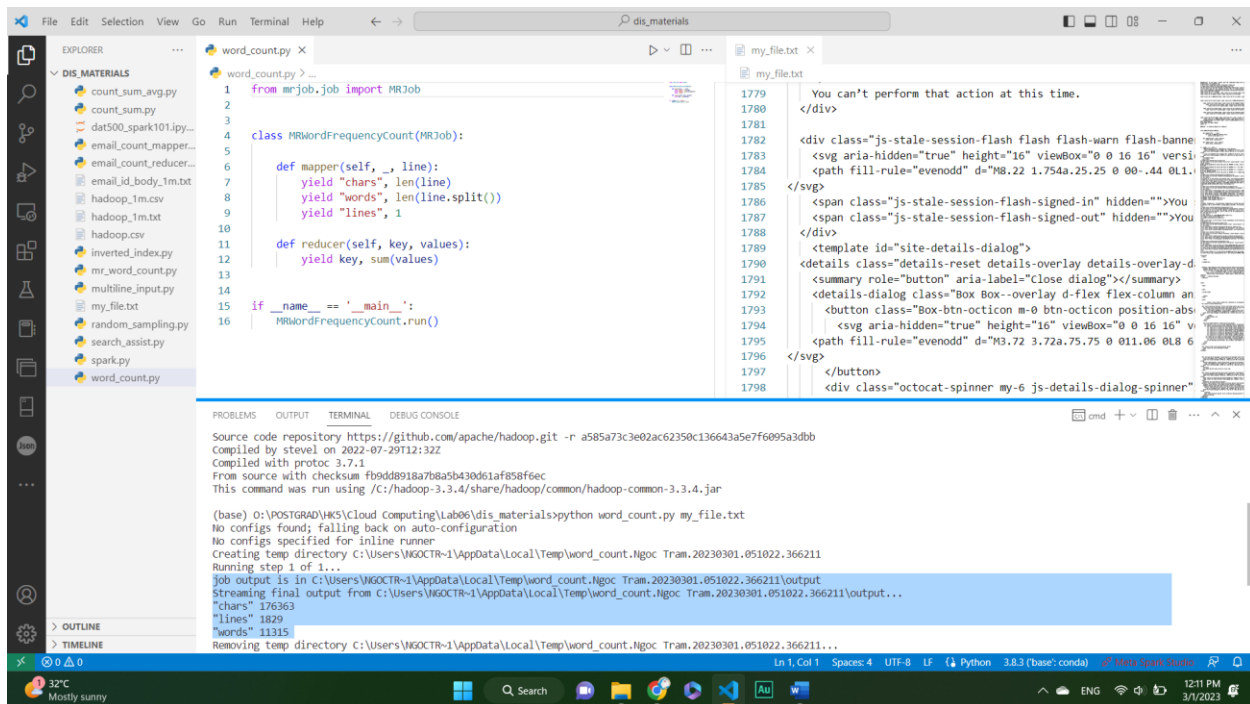 File Edit Selection View Go Run Terminal Help
dis_materials
EXPLORER
DIS_MATERIALS
count_sum_avg.py
count_sum.py
dat500_spark101.ipy...
email_count_mapper...
email_count_reducer...
email_id_body_1m.txt
hadoop_1m.csv
hadoop_1m.txt
hadoop.csv
inverted_index.py
mr_word_count.py
multiline_input.py
my_file.txt
random_sampling.py
search_assist.py
spark.py
word_count.py
OUTLINE
TIMELINE
word_count.py
word_count.py > ...
1 from mrjob.job import MRJob
2
3
4 class MRWordFrequencyCount(MRJob):
5
6 def mapper(self, _, line):
7 yield "chars", len(line)
8 yield "words", len(line.split())
9 yield "lines", 1
10
11 def reducer(self, key, values):
12 yield key, sum(values)
13
14
15 if __name__ == '__main__':
16 MRWordFrequencyCount.run()
my_file.txt
my_file.txt
1779 You can’t perform that action at this time.
1780 </div>
1781
1782 <div class="js-stale-session-flash flash flash-warn flash-banne
1783 <svg aria-hidden="true" height="16" viewBox="0 0 16 16" versi
1784 <path fill-rule="evenodd" d="M8.22 1.754a.25.25 0 00-.44 0L1.
1785 </svg>
1786 <span class="js-stale-session-flash-signed-in" hidden="">You
1787 <span class="js-stale-session-flash-signed-out" hidden="">You
1788 </div>
1789 <template id="site-details-dialog">
1790 <details class="details-reset details-overlay details-overlay-d
1791 <summary role="button" aria-label="Close dialog"></summary>
1792 <details-dialog class="Box Box--overlay d-flex flex-column an
1793 <button class="Box-btn-octicon m-0 btn-octicon position-abs
1794 <svg aria-hidden="true" height="16" viewBox="0 0 16 16" v
1795 <path fill-rule="evenodd" d="M3.72 3.72a.75.75 0 011.06 0L8 6
1796 </svg>
1797 </button>
1798 <div class="octocat-spinner my-6 js-details-dialog-spinner"
PROBLEMS OUTPUT TERMINAL DEBUG CONSOLE
cmd
Source code repository https://github.com/apache/hadoop.git -r a585a73c3e02ac62350c136643a5e7f6095a3dbb
Compiled by stevel on 2022-07-29T12:32Z
Compiled with protoc 3.7.1
From source with checksum fb9dd8918a7b8a5b430d61af858f6ec
This command was run using /C:/hadoop-3.3.4/share/hadoop/common/hadoop-common-3.3.4.jar
(base) O:\POSTGRAD\HK5\Cloud Computing\Lab06\dis_materials>python word_count.py my_file.txt
No configs found; falling back on auto-configuration
No configs specified for inline runner
Creating temp directory C:\Users\NGOCTR~1\AppData\Local\Temp\word_count.Ngoc Tram.20230301.051022.366211
Running step 1 of 1...
job output is in C:\Users\NGOCTR~1\AppData\Local\Temp\word_count.Ngoc Tram.20230301.051022.366211\output
Streaming final output from C:\Users\NGOCTR~1\AppData\Local\Temp\word_count.Ngoc Tram.20230301.051022.366211\output...
"chars" 176363
"lines" 1829
"words" 11315
Removing temp directory C:\Users\NGOCTR~1\AppData\Local\Temp\word_count.Ngoc Tram.20230301.051022.366211...
0 0 Ln 1, Col 1 Spaces: 4 UTF-8 LF Python 3.8.3 ('base': conda)
1 32°C
Mostly sunny
Search
Au
ENG
12:11 PM
3/1/2023